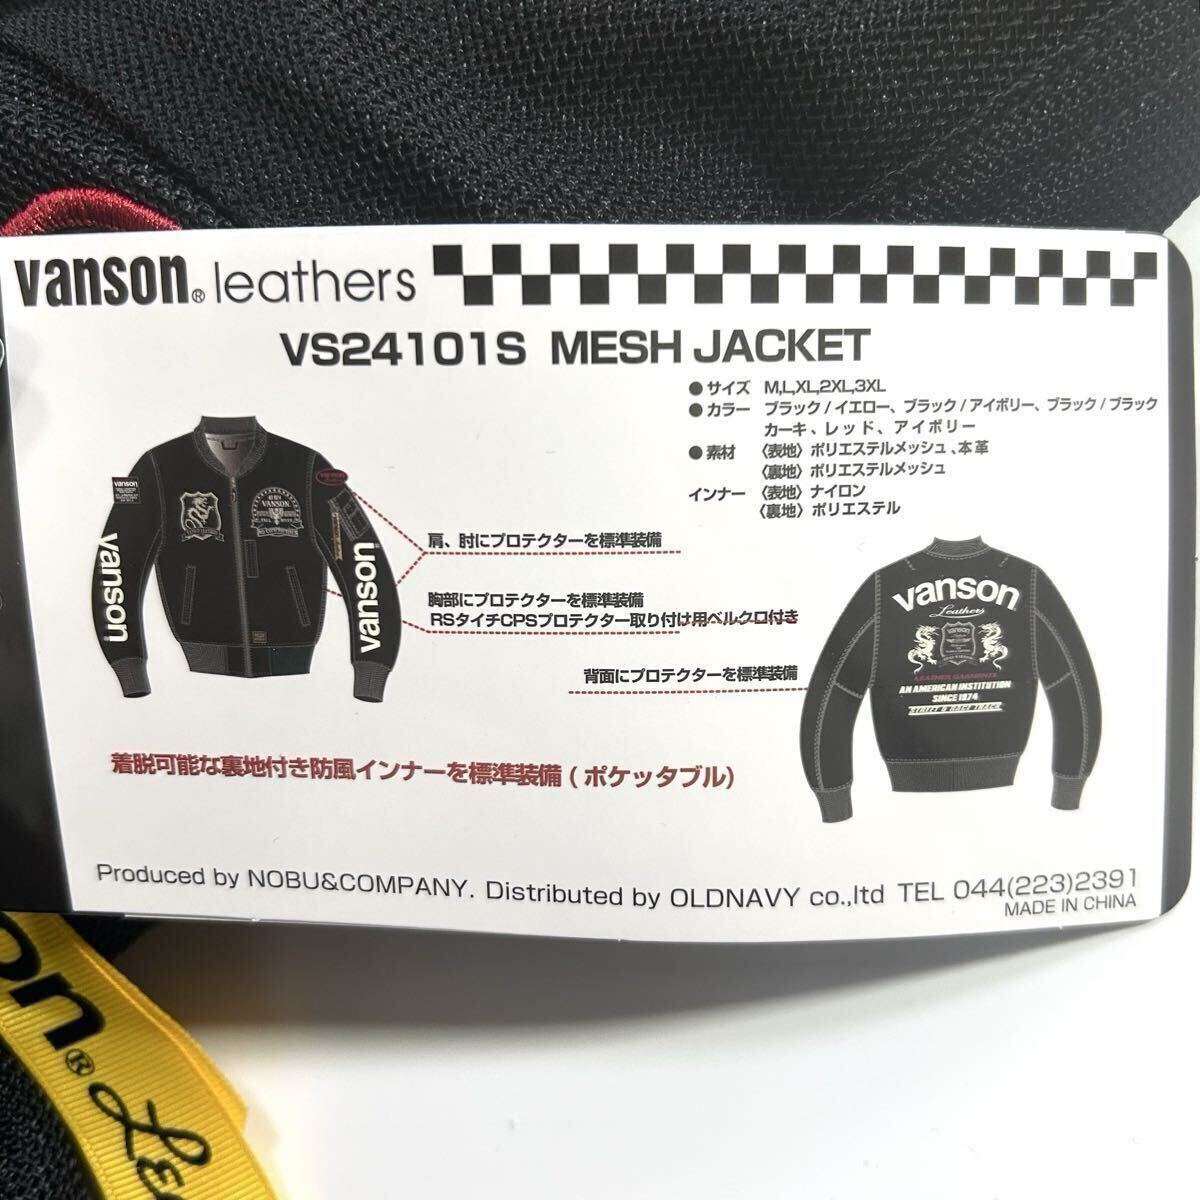 vanson® leathers
VS24101S MESH JACKET
● サイズ M,L,XL,2XL,3XL
● カラー ブラック / イエロー、ブラック / アイボリー、ブラック / ブラック
カーキ、レッド、アイボリー
● 素材 〈表地〉ポリエステルメッシュ、本革
〈裏地〉ポリエステルメッシュ
インナー 〈表地〉ナイロン
〈裏地〉ポリエステル
肩、肘にプロテクターを標準装備
胸部にプロテクターを標準装備
RSタイチCPSプロテクター取り付け用ベルクロ付き
背面にプロテクターを標準装備
vanson
vanson
VANSON
vanson
vanson
vanson
Leathers
vanson
LEATHER GARMENTS
AN AMERICAN INSTITUTION
SINCE 1974
STREET & RACE TRACK
着脱可能な裏地付き防風インナーを標準装備 ( ポケッタブル)
Produced by NOBU&COMPANY. Distributed by OLDNAVY co.,ltd TEL 044(223)2391
MADE IN CHINA
on® Le